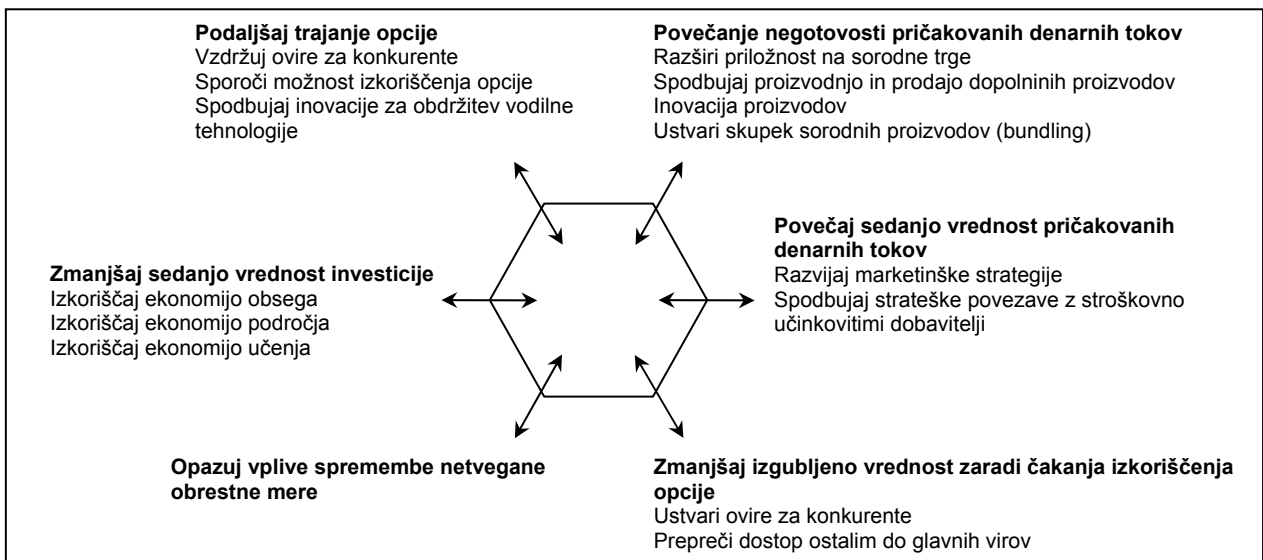 Podaljšaj trajanje opcije
Vzdržuj ovire za konkurente
Sporoči možnost izkoriščenja opcije
Spodbujaj inovacije za obdržitev vodilne
tehnologije
Povečanje negotovosti pričakovanih denarnih tokov
Razširi priložnost na sorodne trge
Spodbujaj proizvodnjo in prodajo dopolninih proizvodov
Inovacija proizvodov
Ustvari skupek sorodnih proizvodov (bundling)
Zmanjšaj sedanjo vrednost investicije
Izkoriščaj ekonomijo obsega
Izkoriščaj ekonomijo področja
Izkoriščaj ekonomijo učenja
Povečaj sedanjo vrednost pričakovanih
denarnih tokov
Razvijaj marketinške strategije
Spodbujaj strateške povezave z stroškovno
učinkovitimi dobavitelji
Opazuj vplive spremembe netvegane
obrestne mere
Zmanjšaj izgubljeno vrednost zaradi čakanja izkoriščenja
opcije
Ustvari ovire za konkurente
Prepreči dostop ostalim do glavnih virov